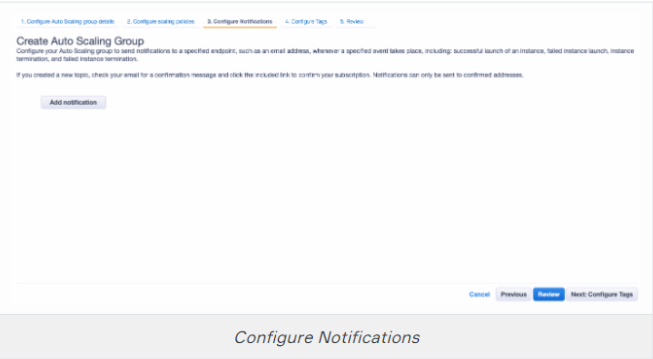 1. Configure Auto Scaling group details 2. Configure scaling policies 3. Configure Notifications 4. Configure Tags 5. Review
Create Auto Scaling Group
Configure your Auto Scaling group to send notifications to a specified endpoint, such as an email address, whenever a specified event takes place, including: successful launch of an instance, failed instance launch, instance
termination, and failed instance termination.
If you created a new topic, check your email for a confirmation message and click the included link to confirm your subscription. Notifications can only be sent to confirmed addresses.
Add notification
Cancel Previous Review Next: Configure Tags
Configure Notifications